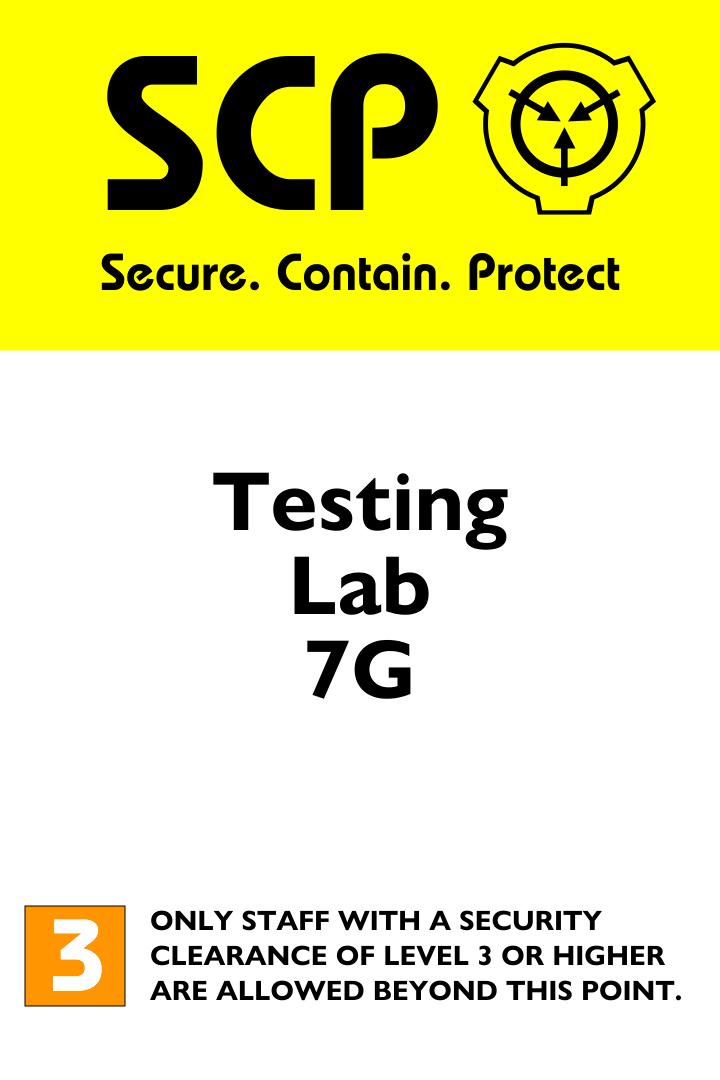 SCP
Secure. Contain. Protect
Testing
Lab
7G
3
ONLY STAFF WITH A SECURITY
CLEARANCE OF LEVEL 3 OR HIGHER
ARE ALLOWED BEYOND THIS POINT.